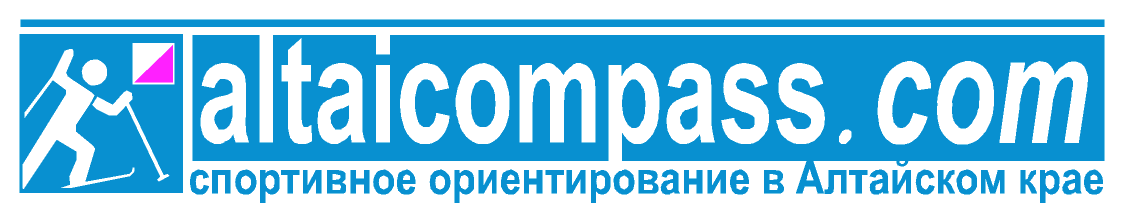 altaicompass.com
спортивное ориентирование в Алтайском крае